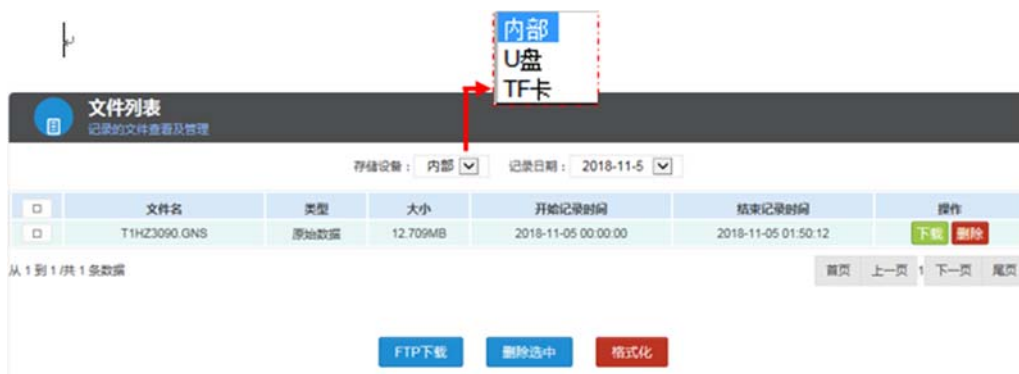 内部
U盘
TF卡
文件列表
记录的文件查看及管理
存储设备： 内部 记录日期： 2018-11-5
文件名 类型 大小 开始记录时间 结束记录时间 操作
T1HZ3090.GNS 原始数据 12.709MB 2018-11-05 00:00:00 2018-11-05 01:50:12 下载 删除
从 1 到 1 /共 1 条数据 首页 上一页 1 下一页 尾页
FTP下载 删除选中 格式化